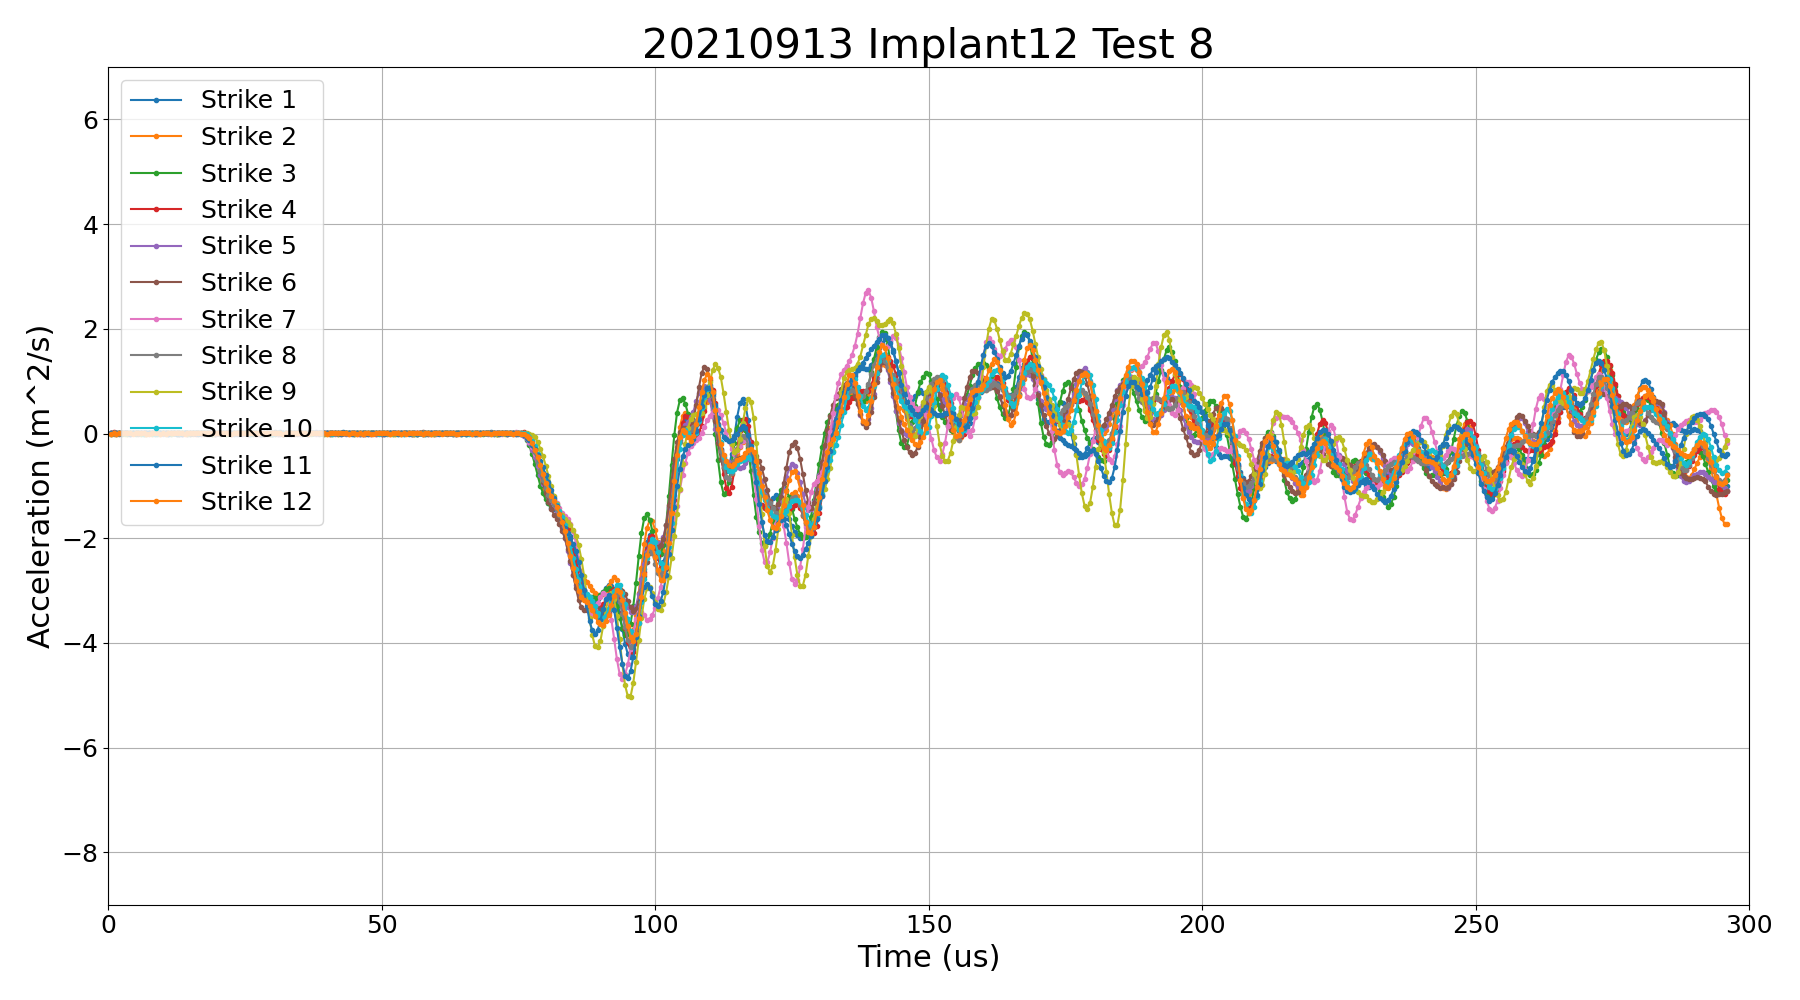 20210913 Implant12 Test 8
Strike 1
Strike 2
Strike 3
Strike 4
Strike 5
Strike 6
Strike 7
Strike 8
Strike 9
Strike 10
Strike 11
Strike 12
Acceleration (m^2/s)
6
4
2
0
−2
−4
−6
−8
0 50 100 150 200 250 300
Time (us)